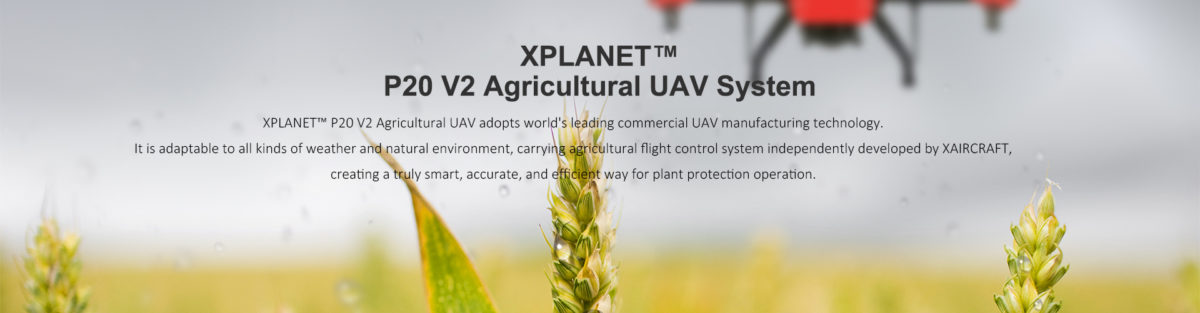 XPLANET™
P20 V2 Agricultural UAV System
XPLANET™ P20 V2 Agricultural UAV adopts world's leading commercial UAV manufacturing technology.
It is adaptable to all kinds of weather and natural environment, carrying agricultural flight control system independently developed by XAIRCRAFT,
creating a truly smart, accurate, and efficient way for plant protection operation.